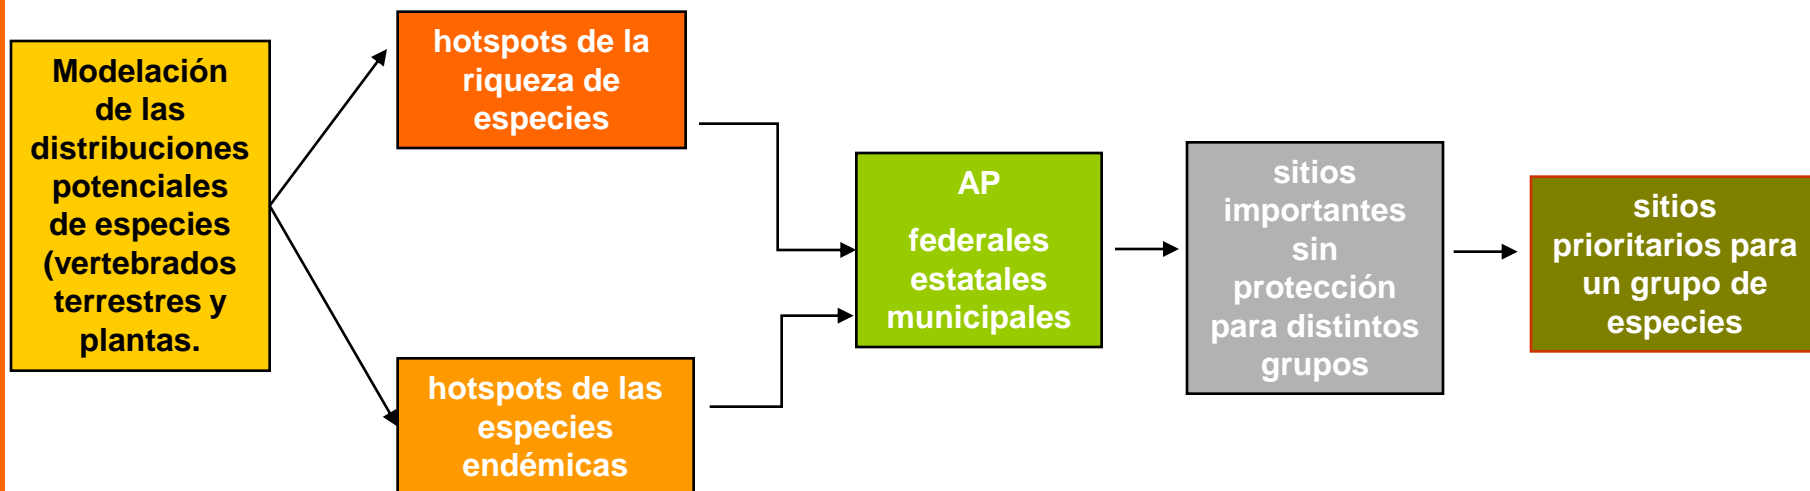 Modelación
de las
distribuciones
potenciales
de especies
(vertebrados
terrestres y
plantas.
hotspots de la
riqueza de
especies
hotspots de las
especies
endémicas
AP
federales
estatales
municipales
sitios
importantes
sin
protección
para distintos
grupos
sitios
prioritarios para
un grupo de
especies